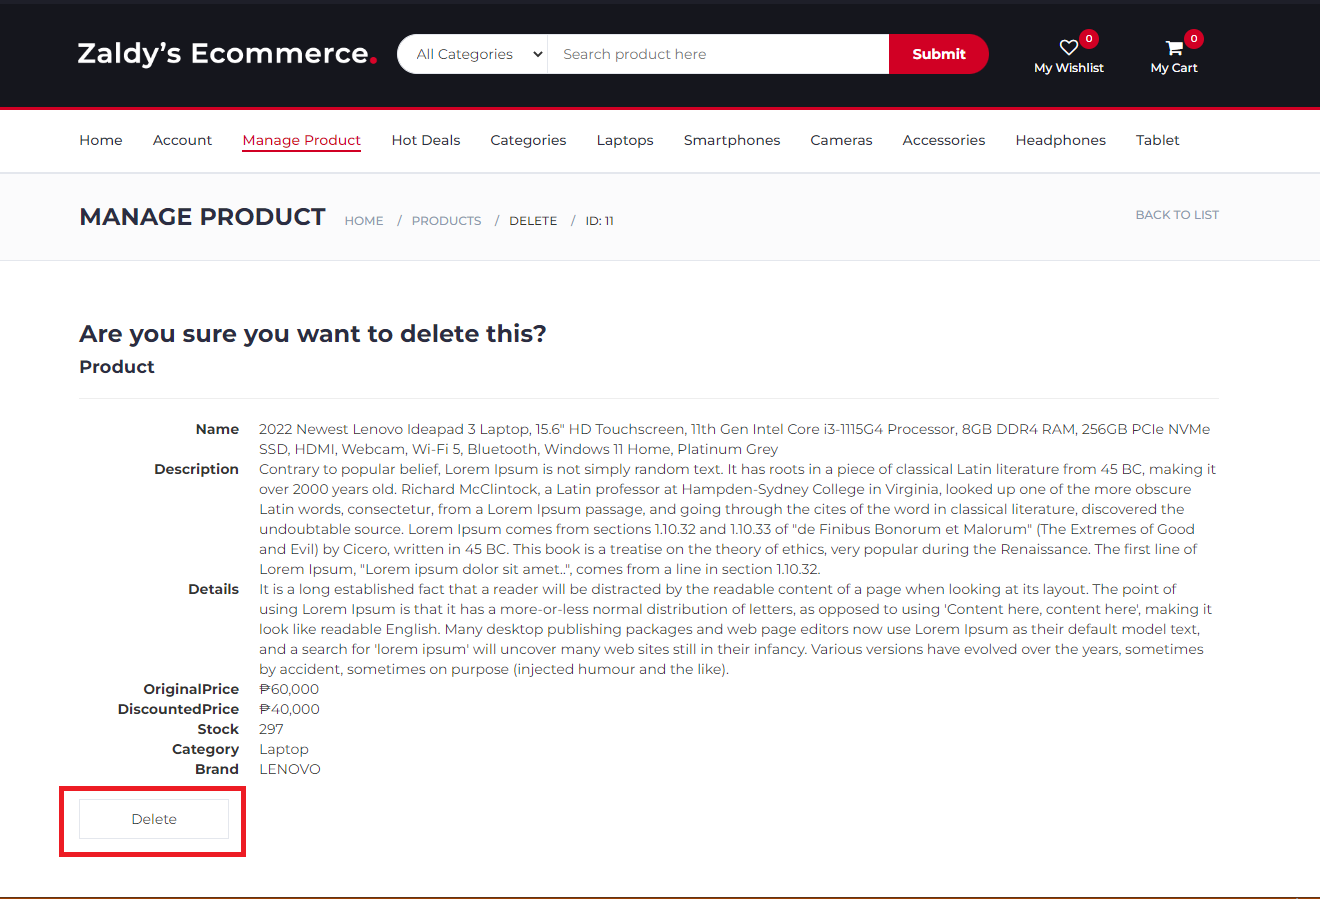 Zaldy's Ecommerce.
All Categories
Search product here
Submit
0
My Wishlist
0
My Cart
Home Account Manage Product Hot Deals Categories Laptops Smartphones Cameras Accessories Headphones Tablet
MANAGE PRODUCT HOME / PRODUCTS / DELETE / ID: 11 BACK TO LIST
Are you sure you want to delete this?
Product
Name 2022 Newest Lenovo Ideapad 3 Laptop, 15.6" HD Touchscreen, 11th Gen Intel Core i3-1115G4 Processor, 8GB DDR4 RAM, 256GB PCIe NVMe
SSD, HDMI, Webcam, Wi-Fi 5, Bluetooth, Windows 11 Home, Platinum Grey
Description Contrary to popular belief, Lorem Ipsum is not simply random text. It has roots in a piece of classical Latin literature from 45 BC, making it
over 2000 years old. Richard McClintock, a Latin professor at Hampden-Sydney College in Virginia, looked up one of the more obscure
Latin words, consectetur, from a Lorem Ipsum passage, and going through the cites of the word in classical literature, discovered the
undoubtable source. Lorem Ipsum comes from sections 1.10.32 and 1.10.33 of "de Finibus Bonorum et Malorum" (The Extremes of Good
and Evil) by Cicero, written in 45 BC. This book is a treatise on the theory of ethics, very popular during the Renaissance. The first line of
Lorem Ipsum, "Lorem ipsum dolor sit amet..", comes from a line in section 1.10.32.
Details It is a long established fact that a reader will be distracted by the readable content of a page when looking at its layout. The point of
using Lorem Ipsum is that it has a more-or-less normal distribution of letters, as opposed to using 'Content here, content here', making it
look like readable English. Many desktop publishing packages and web page editors now use Lorem Ipsum as their default model text,
and a search for 'lorem ipsum' will uncover many web sites still in their infancy. Various versions have evolved over the years, sometimes
by accident, sometimes on purpose (injected humour and the like).
OriginalPrice ₱60,000
DiscountedPrice ₱40,000
Stock 297
Category Laptop
Brand LENOVO
Delete